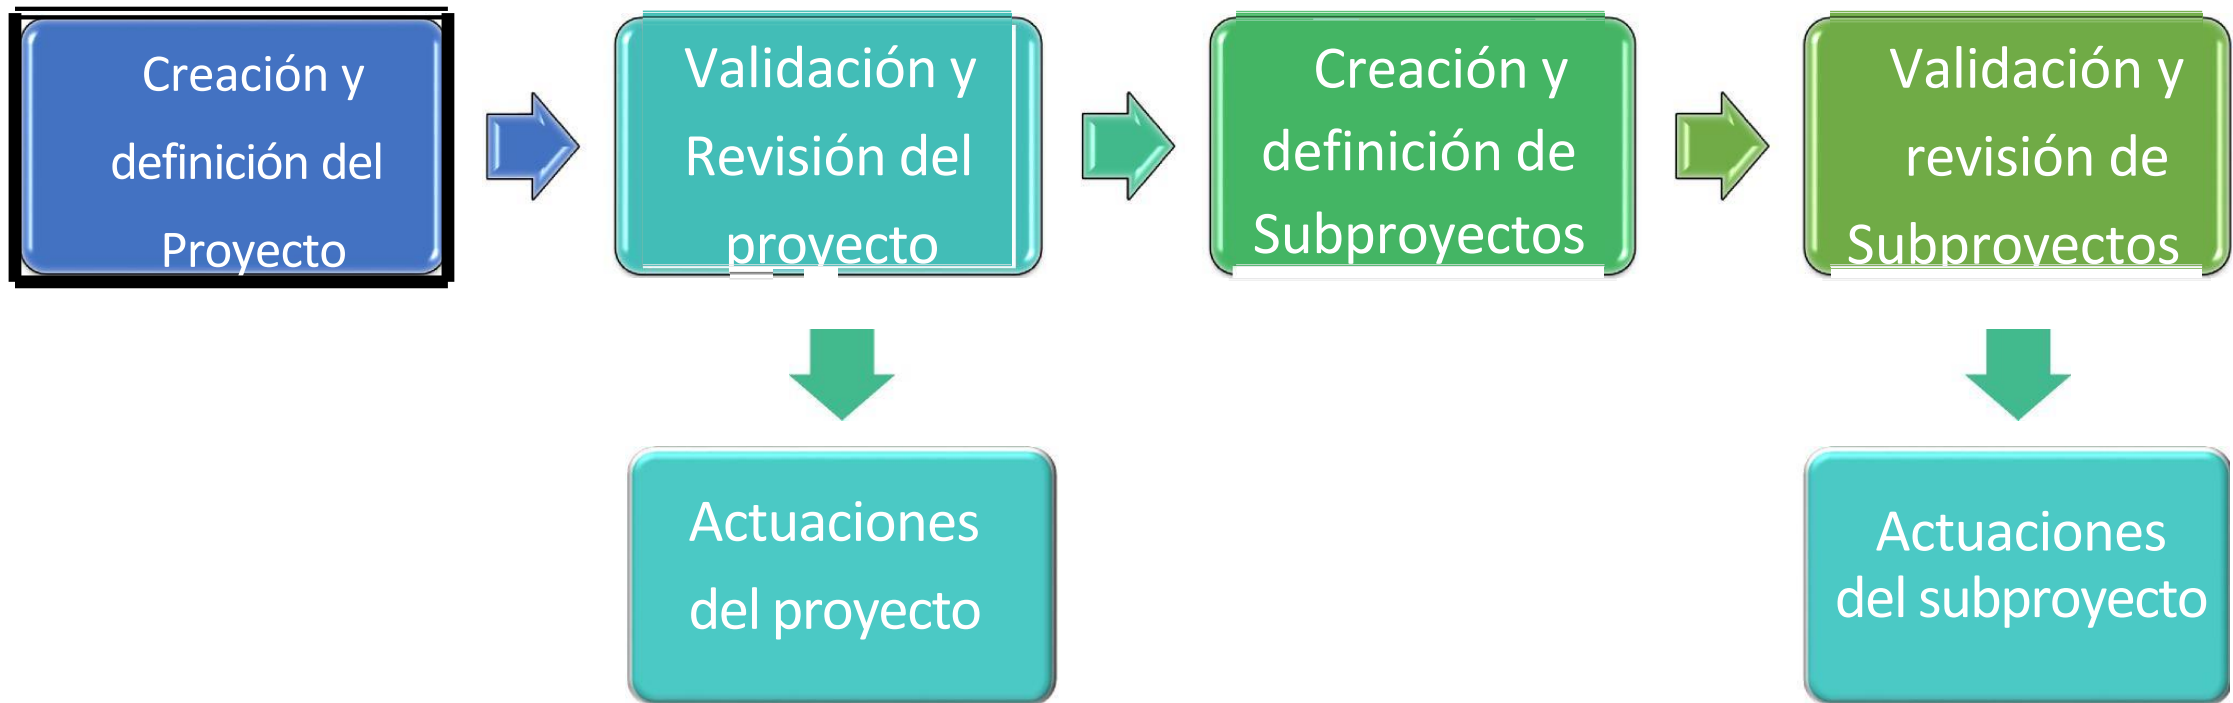 Creación y
definición del
Proyecto
Validación y
Revisión del
proyecto
Creación y
definición de
Subproyectos
Validación y
revisión de
Subproyectos
Actuaciones
del proyecto
Actuaciones
del subproyecto